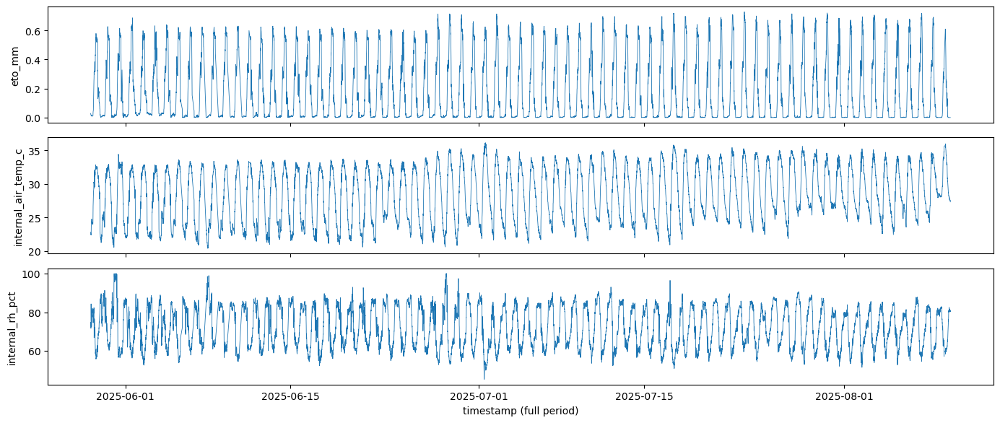 eto_mm
0.6
0.4
0.2
0.0
internal_air_temp_c
35
30
25
20
internal_rh_pct
100
80
60
2025-06-01 2025-06-15 2025-07-01 2025-07-15 2025-08-01
timestamp (full period)